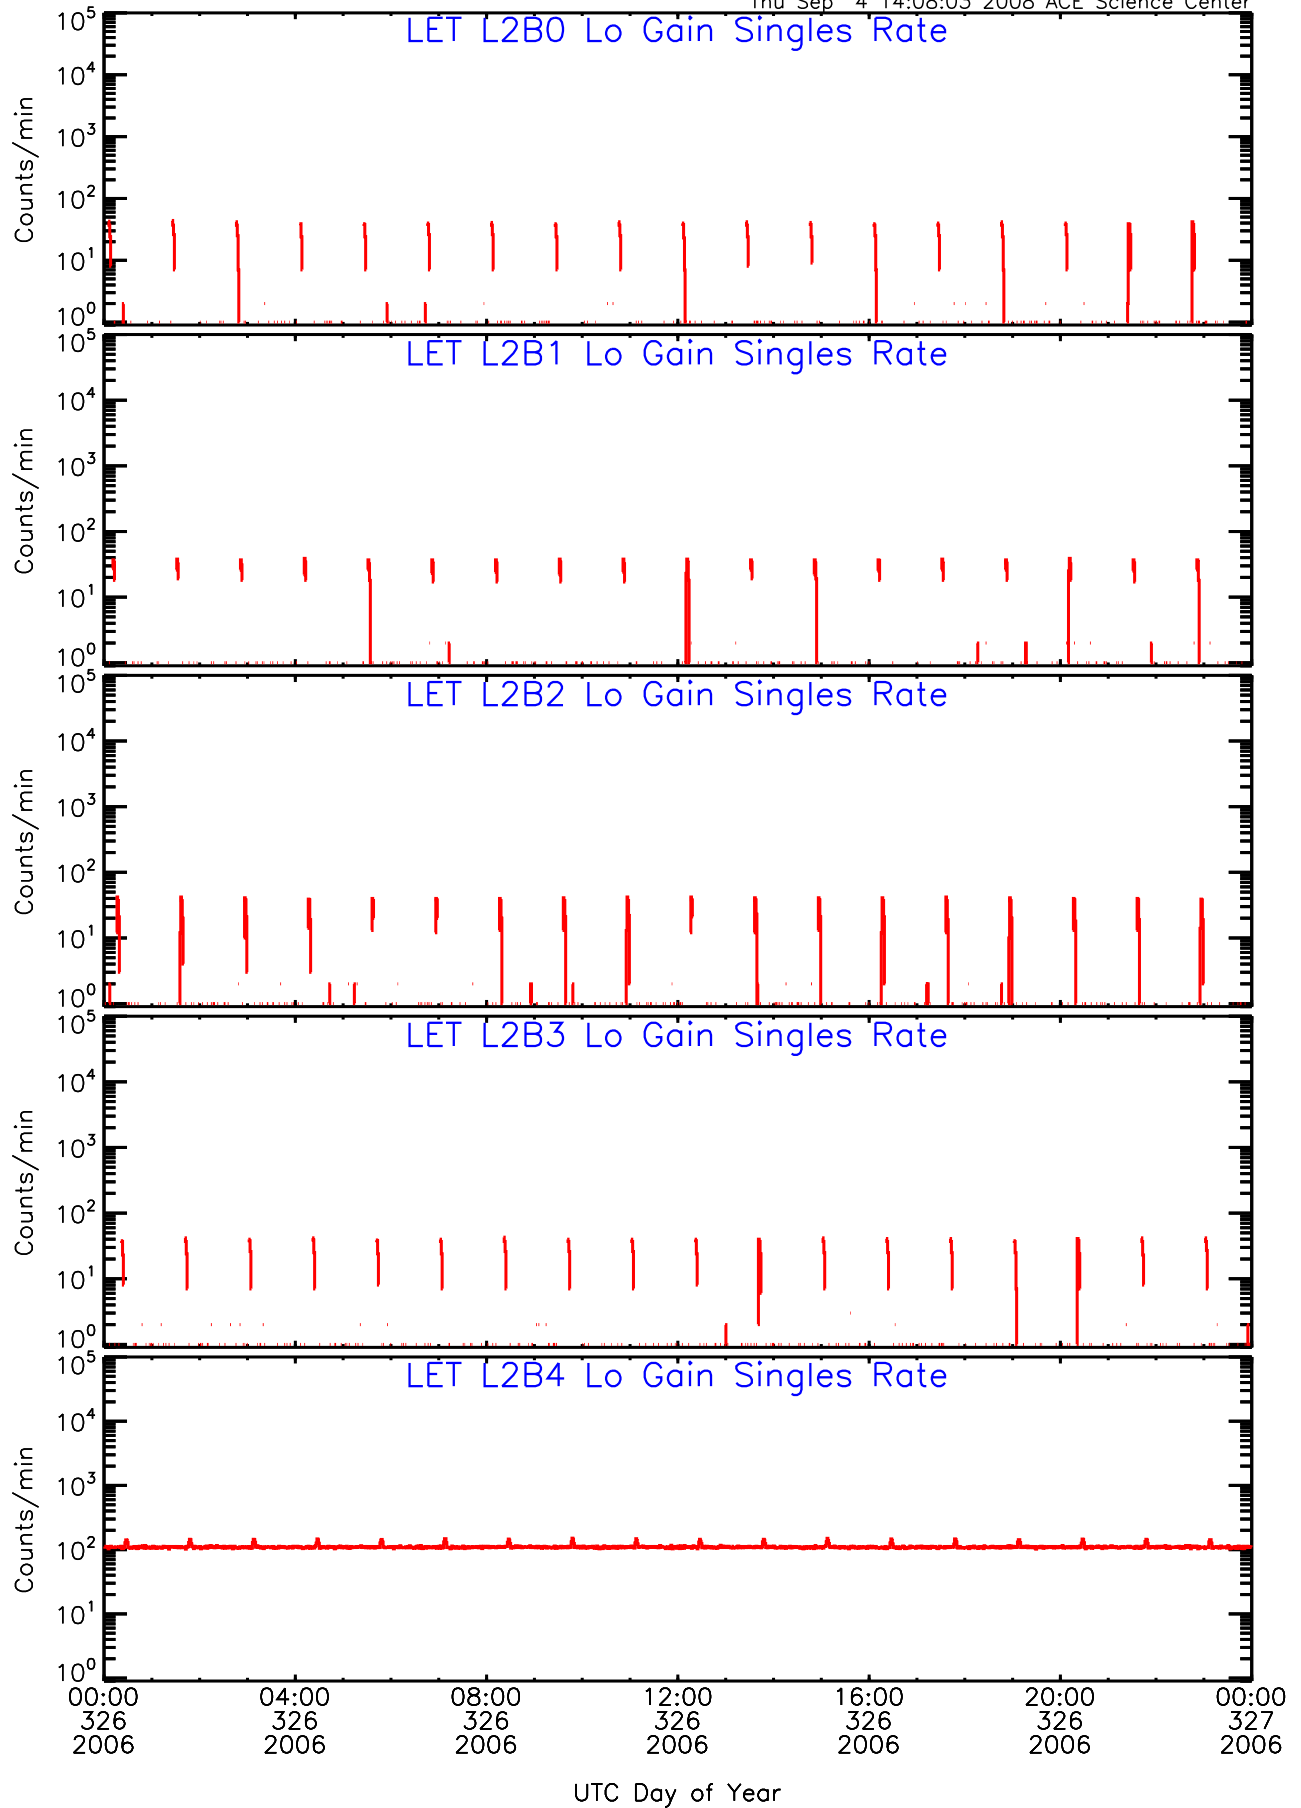 Thu Sep 4 14:08:03 2008 ACE Science Center
LET L2B0 Lo Gain Singles Rate
10^5
10^4
10^3
10^2
10^1
10^0
Counts/min
LET L2B1 Lo Gain Singles Rate
10^5
10^4
10^3
10^2
10^1
10^0
Counts/min
LET L2B2 Lo Gain Singles Rate
10^5
10^4
10^3
10^2
10^1
10^0
Counts/min
LET L2B3 Lo Gain Singles Rate
10^5
10^4
10^3
10^2
10^1
10^0
Counts/min
LET L2B4 Lo Gain Singles Rate
10^5
10^4
10^3
10^2
10^1
10^0
Counts/min
00:00 04:00 08:00 12:00 16:00 20:00 00:00
326 326 326 326 326 326 327
2006 2006 2006 2006 2006 2006 2006
UTC Day of Year